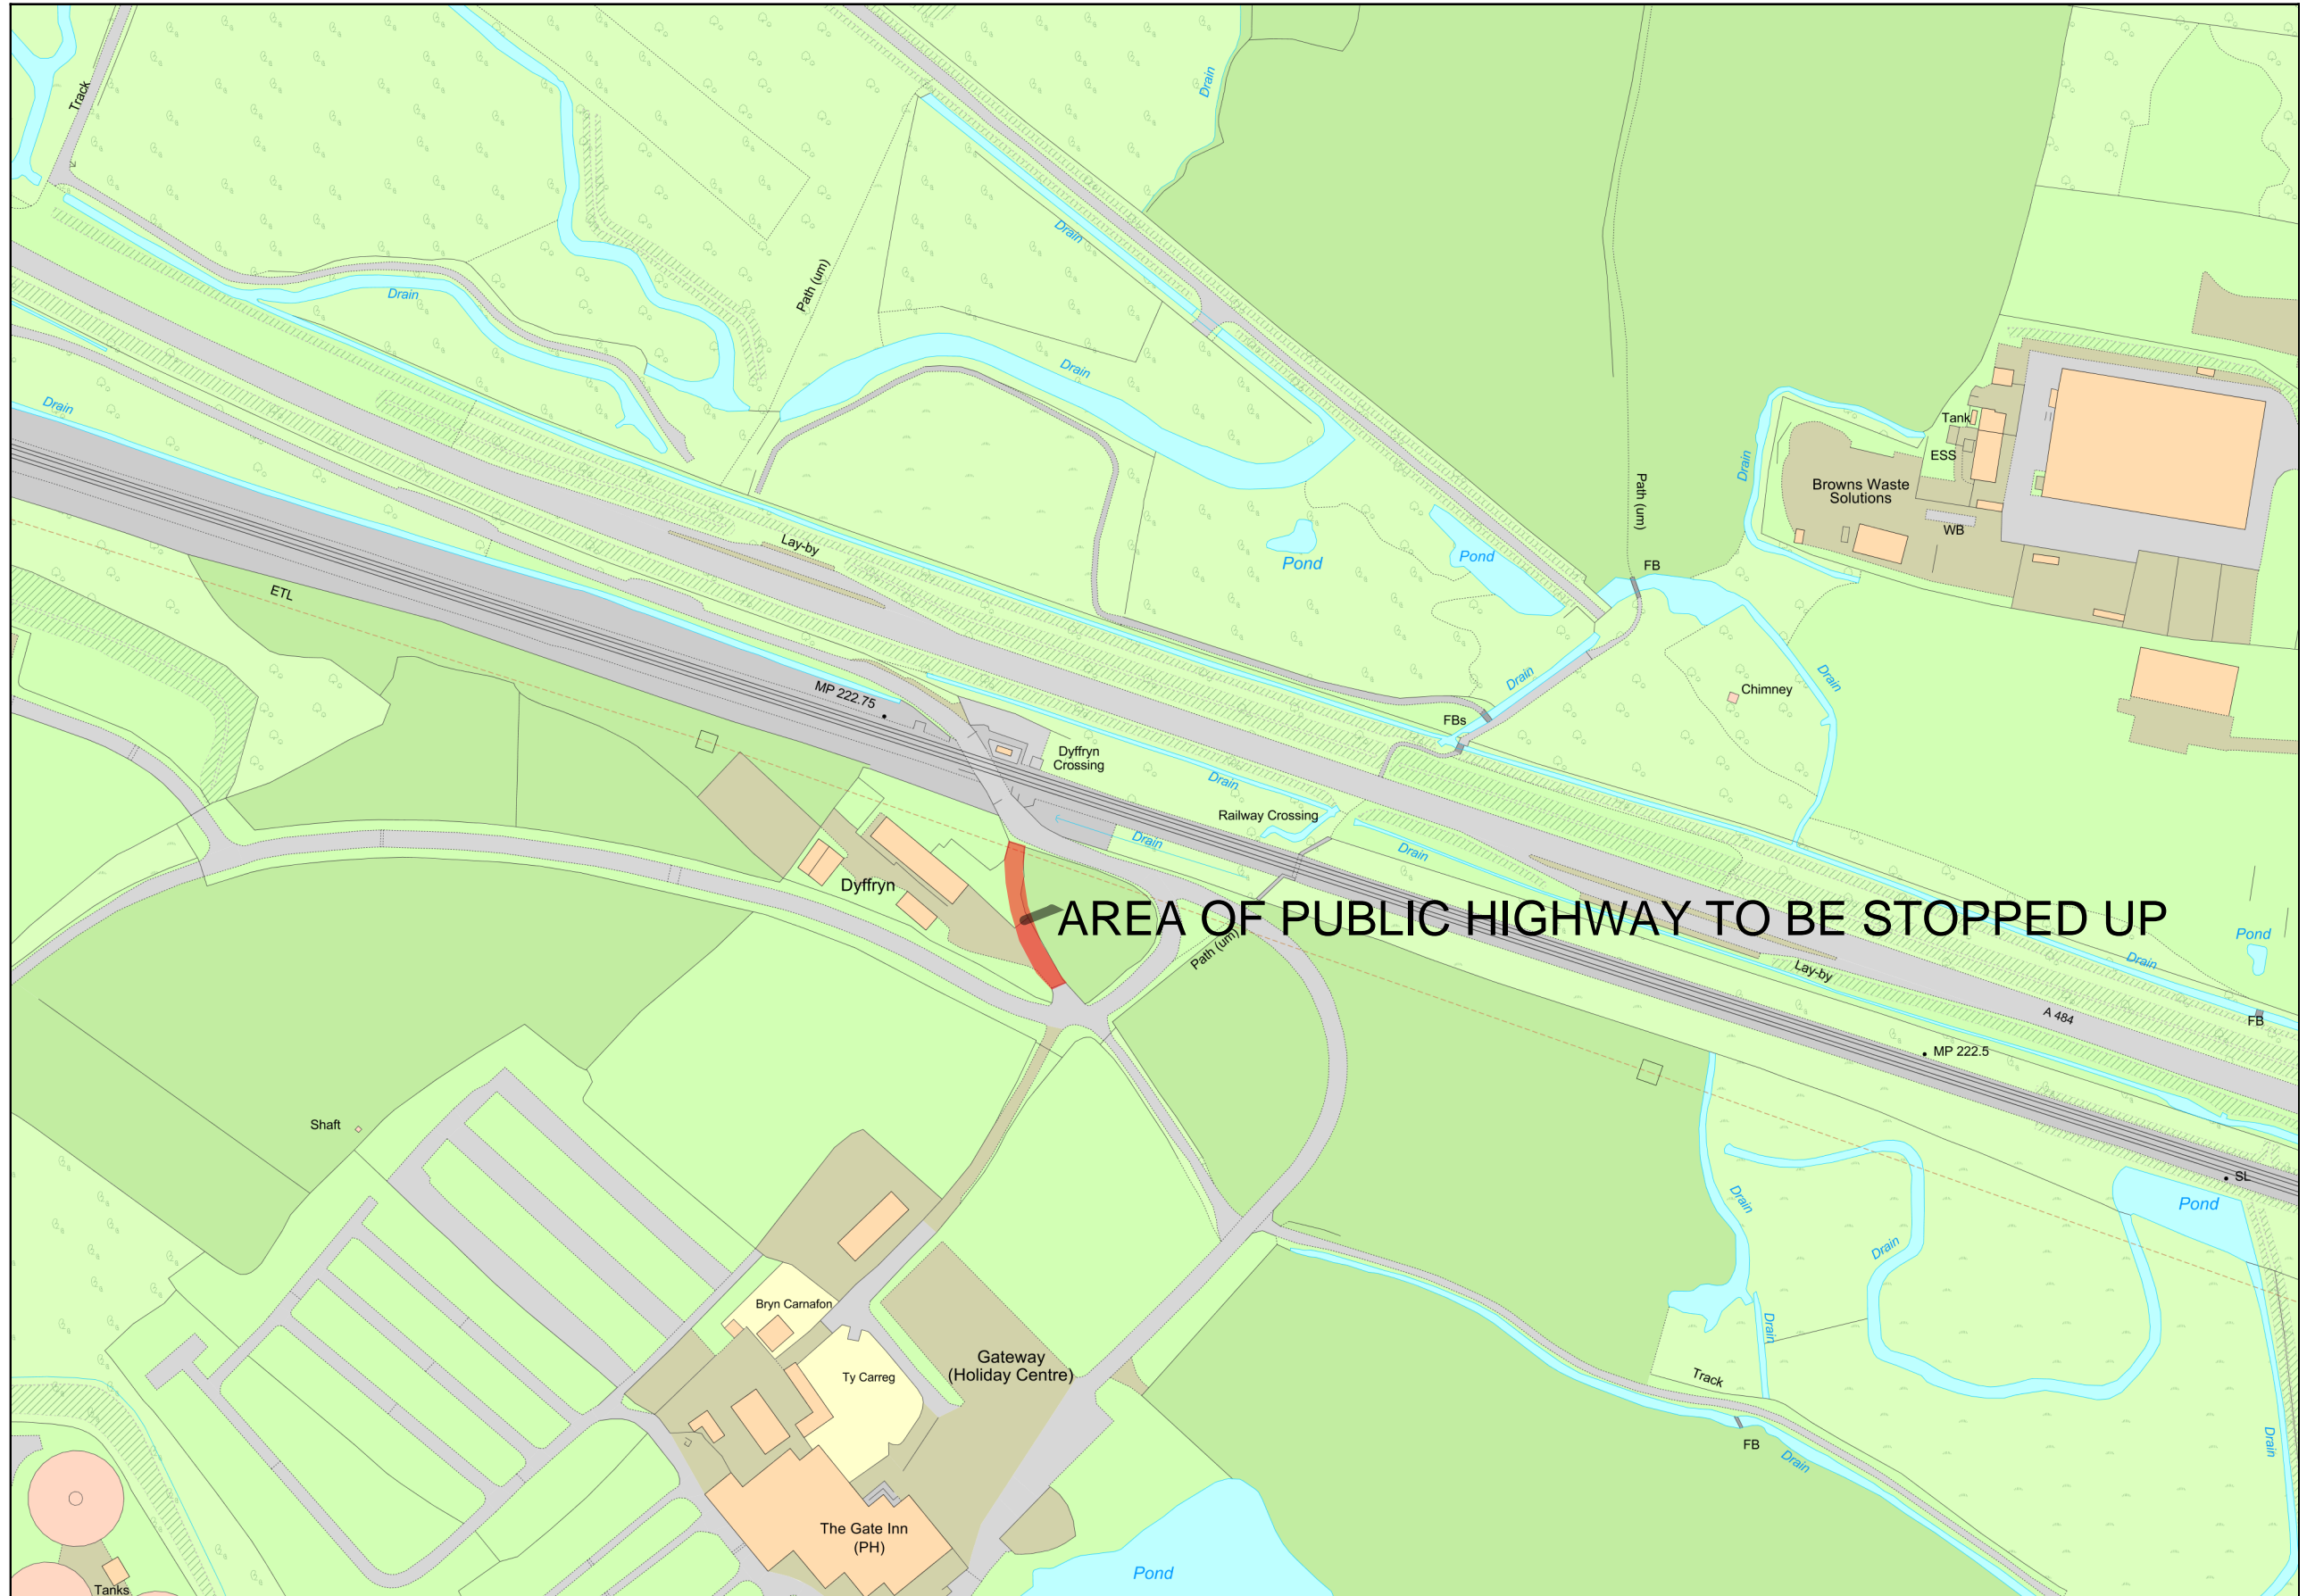 Track
Drain
Drain
Path (um)
Drain
Drain
Drain
Lay-by
Pond
Pond
Path (um)
FB
Drain
Tank
ESS
Browns Waste
Solutions
WB
ETL
MP 222.75
Dyffryn
Crossing
Drain
FBs
Drain
Chimney
Drain
Railway Crossing
Drain
Drain
Dyffryn
AREA OF PUBLIC HIGHWAY TO BE STOPPED UP
Path (um)
Lay-by
Pond
Drain
A 484
FB
MP 222.5
Shaft
SL
Pond
Drain
Drain
Drain
Bryn Carnafon
Gateway
(Holiday Centre)
Ty Carreg
Track
FB
Drain
Drain
The Gate Inn
(PH)
Pond
Tanks